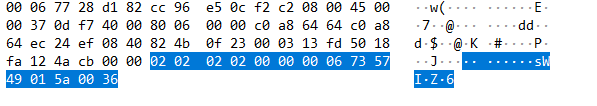 00 06 77 28 d1 82 cc 96 e5 0c f2 c2 08 00 45 00 ··w(···· ······E·
00 37 0d f7 40 00 80 06 00 00 c0 a8 64 64 c0 a8 ·7··@··· ····dd··
64 ec 24 ef 08 40 82 4b 0f 23 00 03 13 fd 50 18 d·$··@·K ·#····P·
fa 12 4a cb 00 00 02 02 02 02 00 00 00 06 73 57 ··J····· ······sW
49 01 5a 00 36 I·Z·6